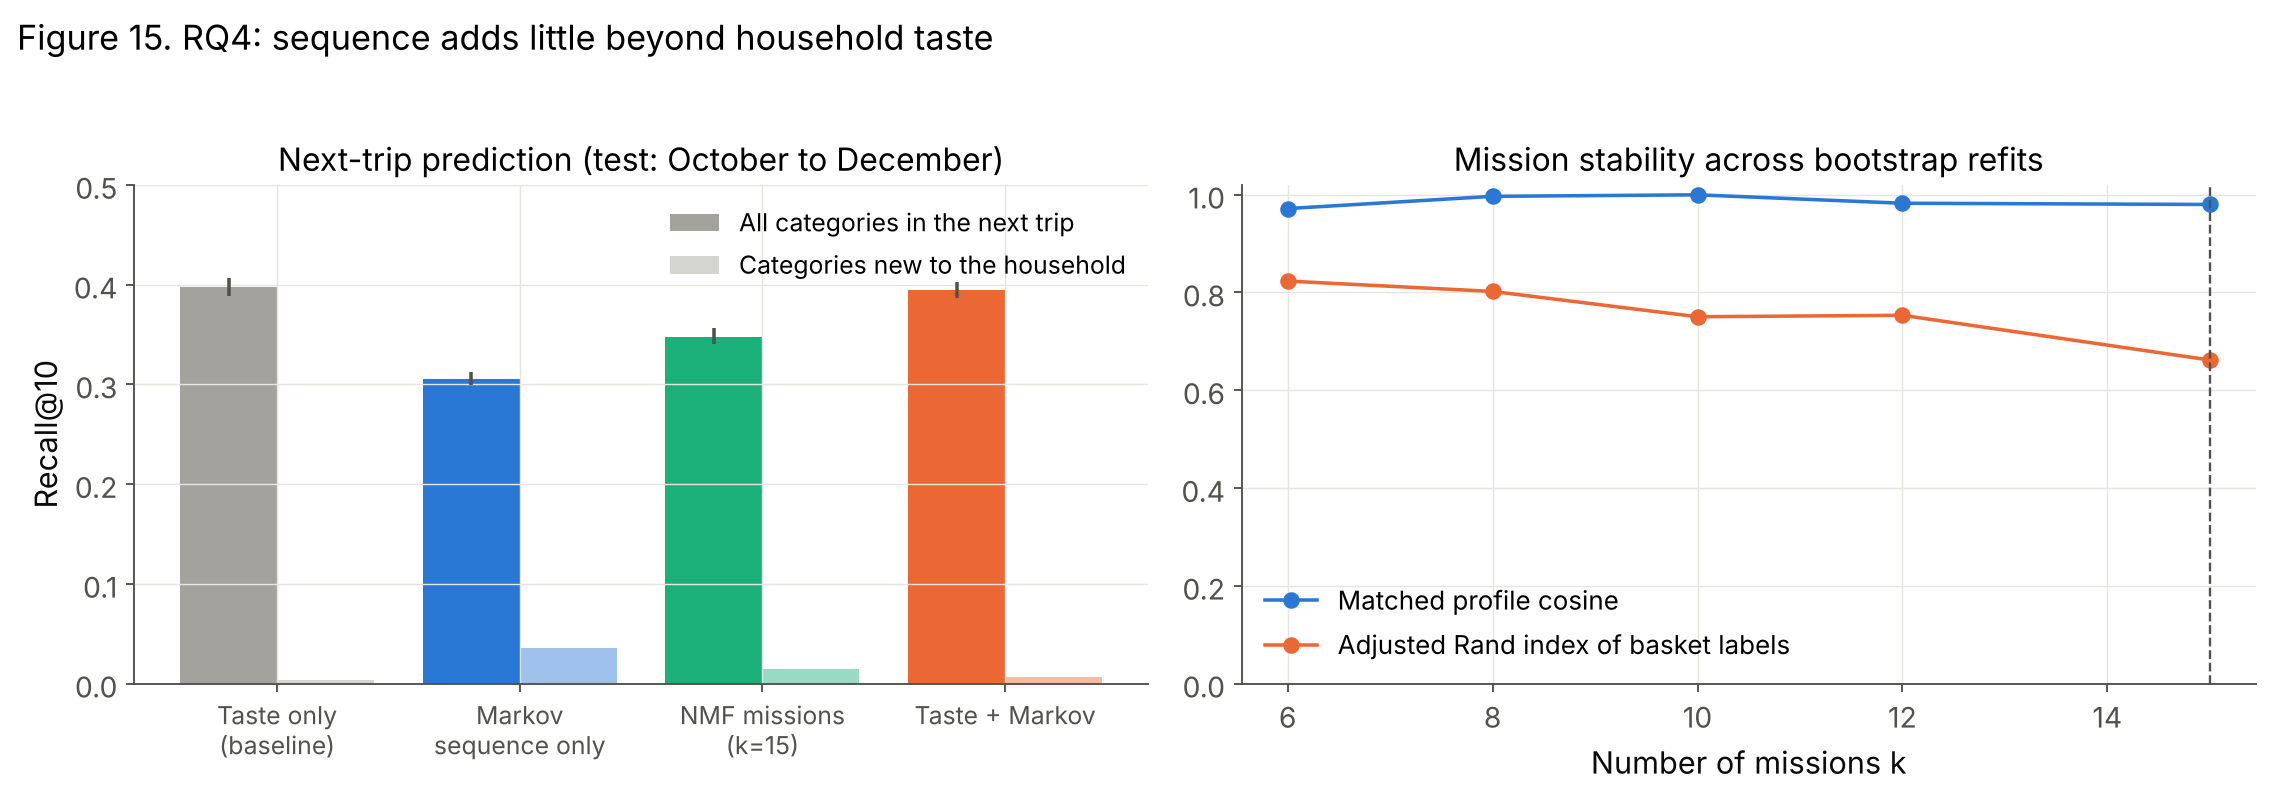 Figure 15. RQ4: sequence adds little beyond household taste
Next-trip prediction (test: October to December)
All categories in the next trip
Categories new to the household
Recall@10
0.5
0.4
0.3
0.2
0.1
0.0
Taste only
(baseline)
Markov
sequence only
NMF missions
(k=15)
Taste + Markov
Mission stability across bootstrap refits
1.0
0.8
0.6
0.4
0.2
0.0
Matched profile cosine
Adjusted Rand index of basket labels
6 8 10 12 14
Number of missions k